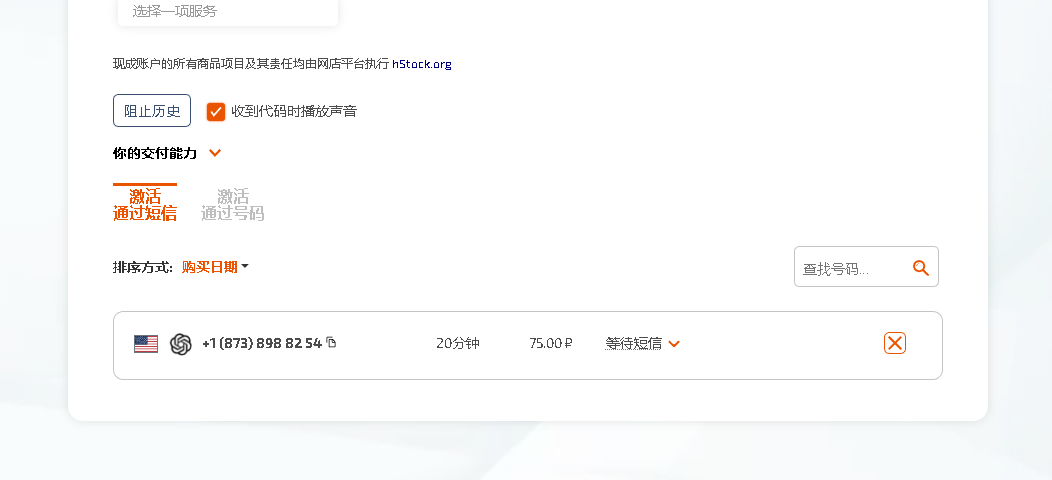 选择一项服务
现成账户的所有商品项目及其责任均由网店平台执行 hStock.org
阻止历史 收到代码时播放声音
你的交付能力
激活 激活
通过短信 通过号码
排序方式: 购买日期 查找号码...
+1 (873) 898 82 54 20分钟 75.00 ₽ 等待短信